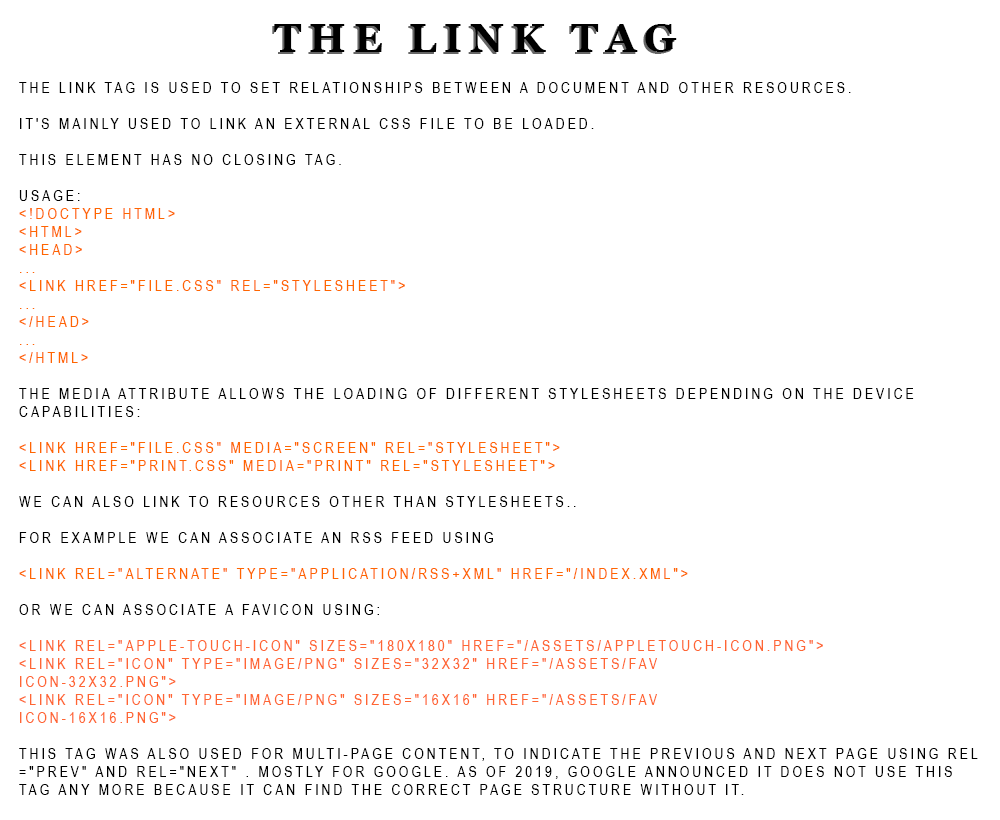 THE LINK TAG
THE LINK TAG IS USED TO SET RELATIONSHIPS BETWEEN A DOCUMENT AND OTHER RESOURCES.
IT'S MAINLY USED TO LINK AN EXTERNAL CSS FILE TO BE LOADED.
THIS ELEMENT HAS NO CLOSING TAG.
USAGE:
<!DOCTYPE HTML>
<HTML>
<HEAD>
...
<LINK HREF="FILE.CSS" REL="STYLESHEET">
...
</HEAD>
...
</HTML>
THE MEDIA ATTRIBUTE ALLOWS THE LOADING OF DIFFERENT STYLESHEETS DEPENDING ON THE DEVICE
CAPABILITIES:
<LINK HREF="FILE.CSS" MEDIA="SCREEN" REL="STYLESHEET">
<LINK HREF="PRINT.CSS" MEDIA="PRINT" REL="STYLESHEET">
WE CAN ALSO LINK TO RESOURCES OTHER THAN STYLESHEETS..
FOR EXAMPLE WE CAN ASSOCIATE AN RSS FEED USING
<LINK REL="ALTERNATE" TYPE="APPLICATION/RSS+XML" HREF="/INDEX.XML">
OR WE CAN ASSOCIATE A FAVICON USING:
<LINK REL="APPLE-TOUCH-ICON" SIZES="180X180" HREF="/ASSETS/APPLETOUCH-ICON.PNG">
<LINK REL="ICON" TYPE="IMAGE/PNG" SIZES="32X32" HREF="/ASSETS/FAV
ICON-32X32.PNG">
<LINK REL="ICON" TYPE="IMAGE/PNG" SIZES="16X16" HREF="/ASSETS/FAV
ICON-16X16.PNG">
THIS TAG WAS ALSO USED FOR MULTI-PAGE CONTENT, TO INDICATE THE PREVIOUS AND NEXT PAGE USING REL
="PREV" AND REL="NEXT" . MOSTLY FOR GOOGLE. AS OF 2019, GOOGLE ANNOUNCED IT DOES NOT USE THIS
TAG ANY MORE BECAUSE IT CAN FIND THE CORRECT PAGE STRUCTURE WITHOUT IT.